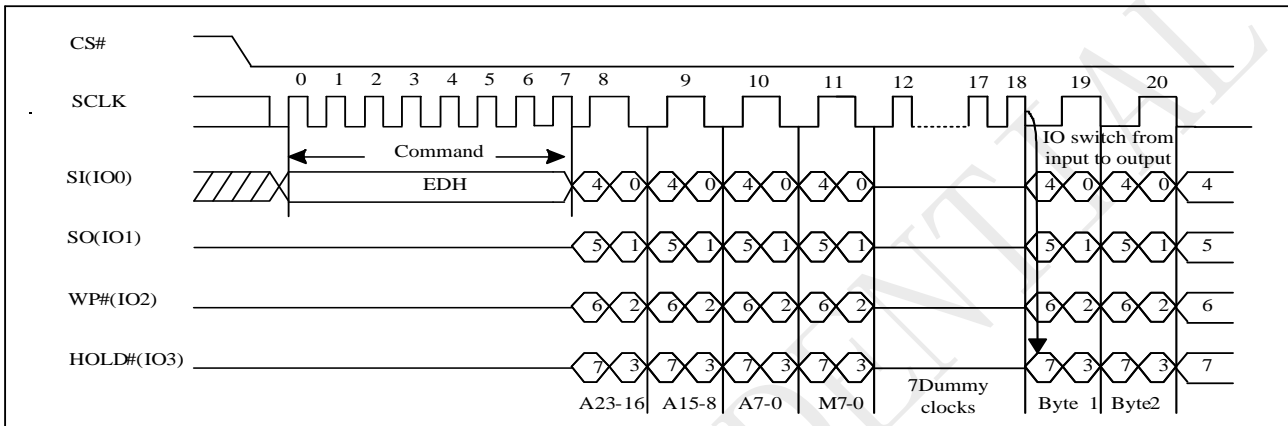 CS#
0 1 2 3 4 5 6 7 8 9 10 11 12 17 18 19 20
SCLK
Command
IO switch from
input to output
SI(IO0)
EDH
4 0 4 0 4 0 4 0 4 0 4 0 4
SO(IO1)
5 1 5 1 5 1 5 1 5 1 5 1 5
WP#(IO2)
6 2 6 2 6 2 6 2 6 2 6 2 6
HOLD#(IO3)
7 3 7 3 7 3 7 3 7 3 7 3 7
A23-16 A15-8 A7-0 M7-0
7Dummy
clocks
Byte 1 Byte2